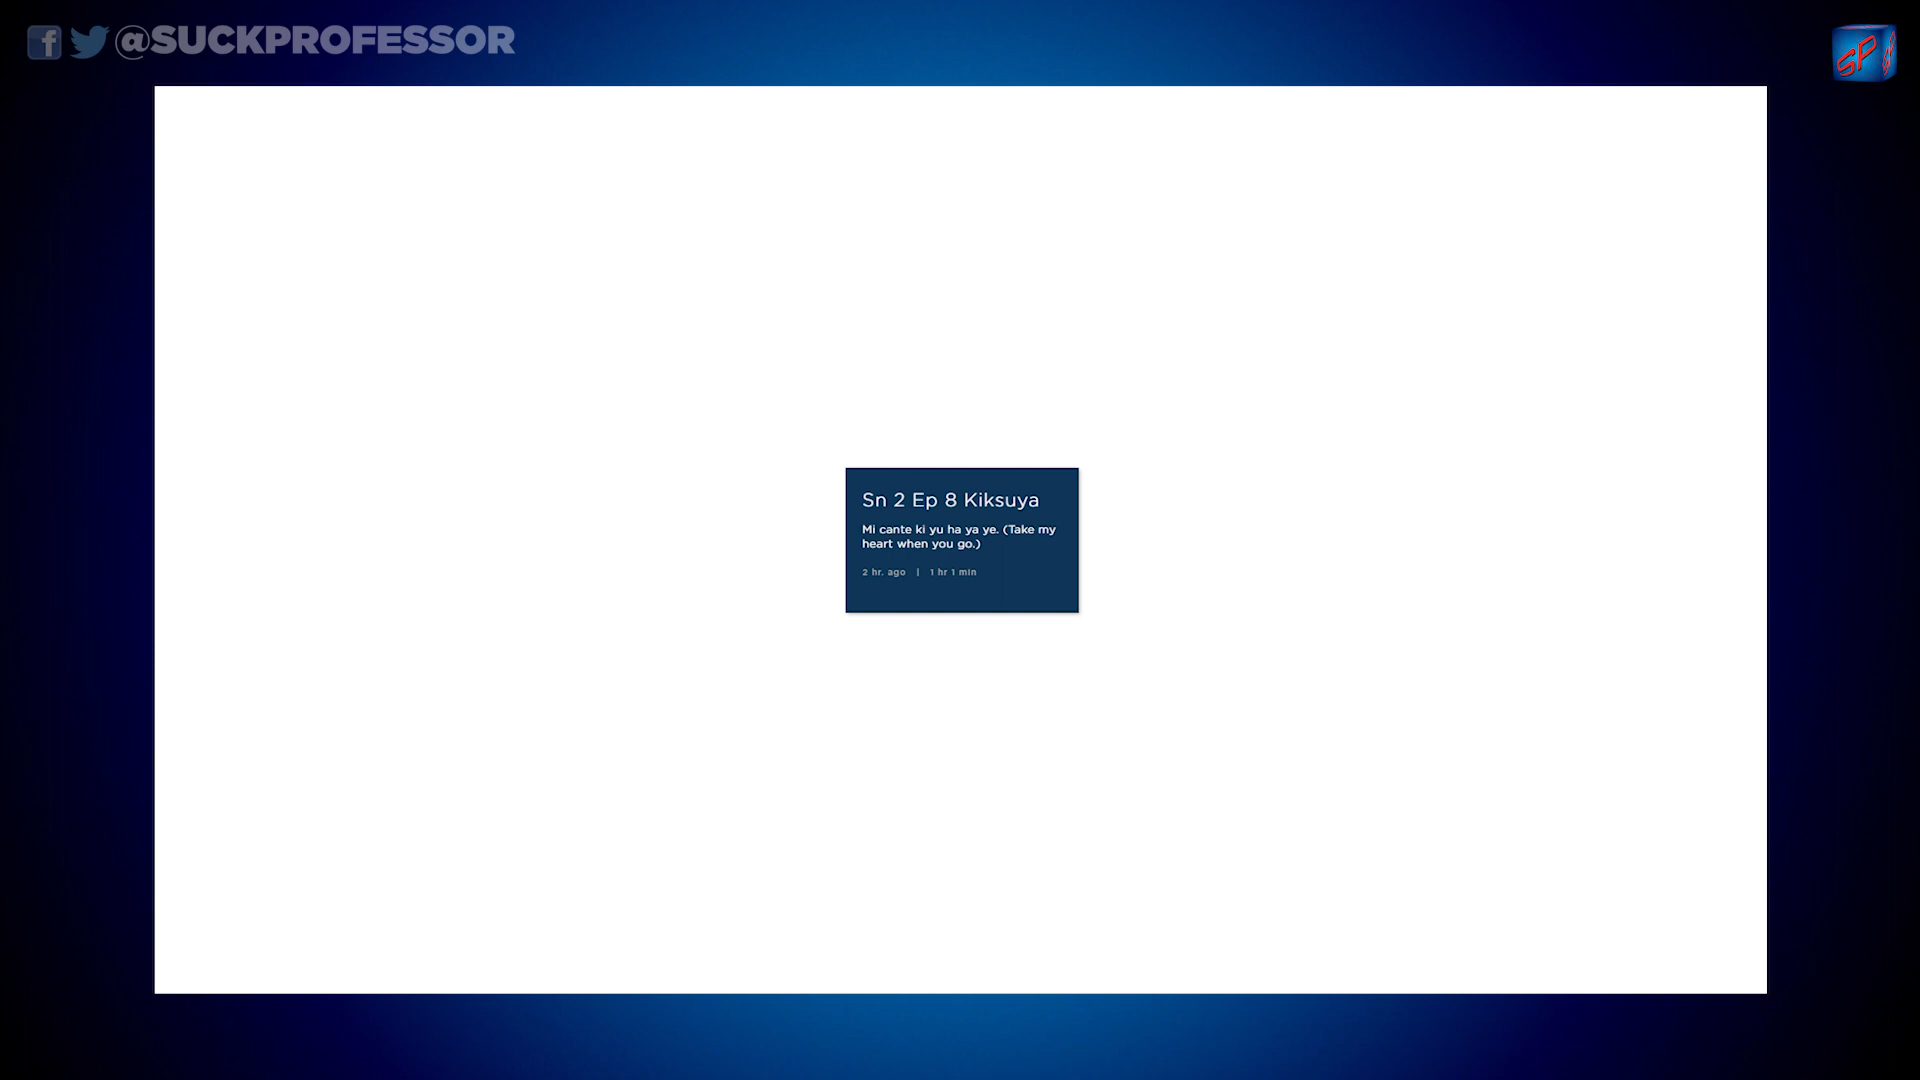 @SUCKPROFESSOR
SP
Sn 2 Ep 8 Kiksuya
Mi cante ki yu ha ya ye. (Take my
heart when you go.)
2 hr. ago | 1 hr 1 min